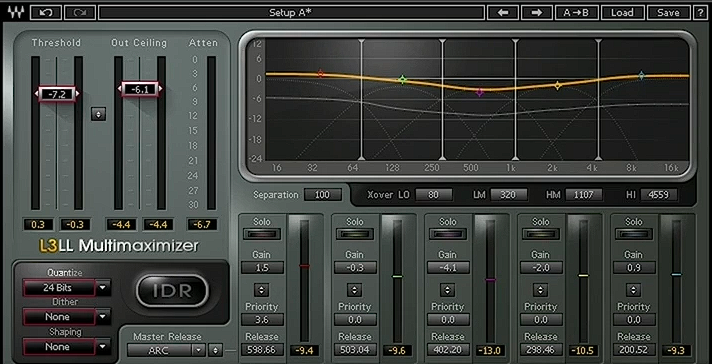 Setup A*
A→B
Load
Save
?
Threshold
Out Ceiling
Atten
-7.2
-6.1
0
3
6
9
12
15
18
21
24
27
30
0.3 -0.3
-4.4 -4.4
-6.7
L3LL Multimaximizer
Quantize
24 Bits
Dither
None
Shaping
None
IDR
Master Release
ARC
12
6
0
-6
-12
-18
-24
16 32 64 128 250 500 1k 2k 4k 8k 16k
Separation 100
Xover LO 80 LM 320 HM 1107 HI 4559
Solo Solo Solo Solo Solo
Gain Gain Gain Gain Gain
1.5 -0.3 -4.1 -2.0 0.9
Priority Priority Priority Priority Priority
3.6 0.0 0.0 0.0 0.0
Release Release Release Release Release
598.66 -9.4 503.04 -9.6 402.20 -13.0 298.46 -10.5 200.52 -9.3